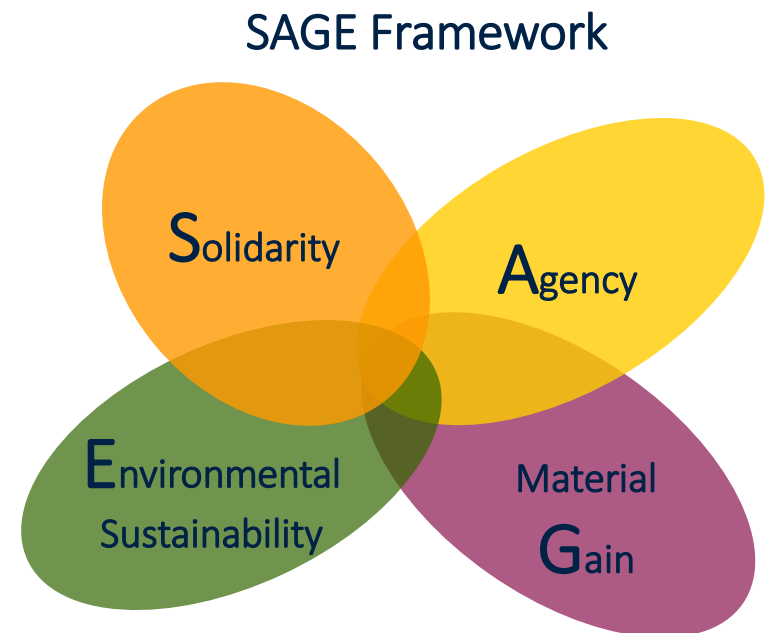 SAGE Framework
Solidarity
Agency
Environmental
Sustainability
Material
Gain